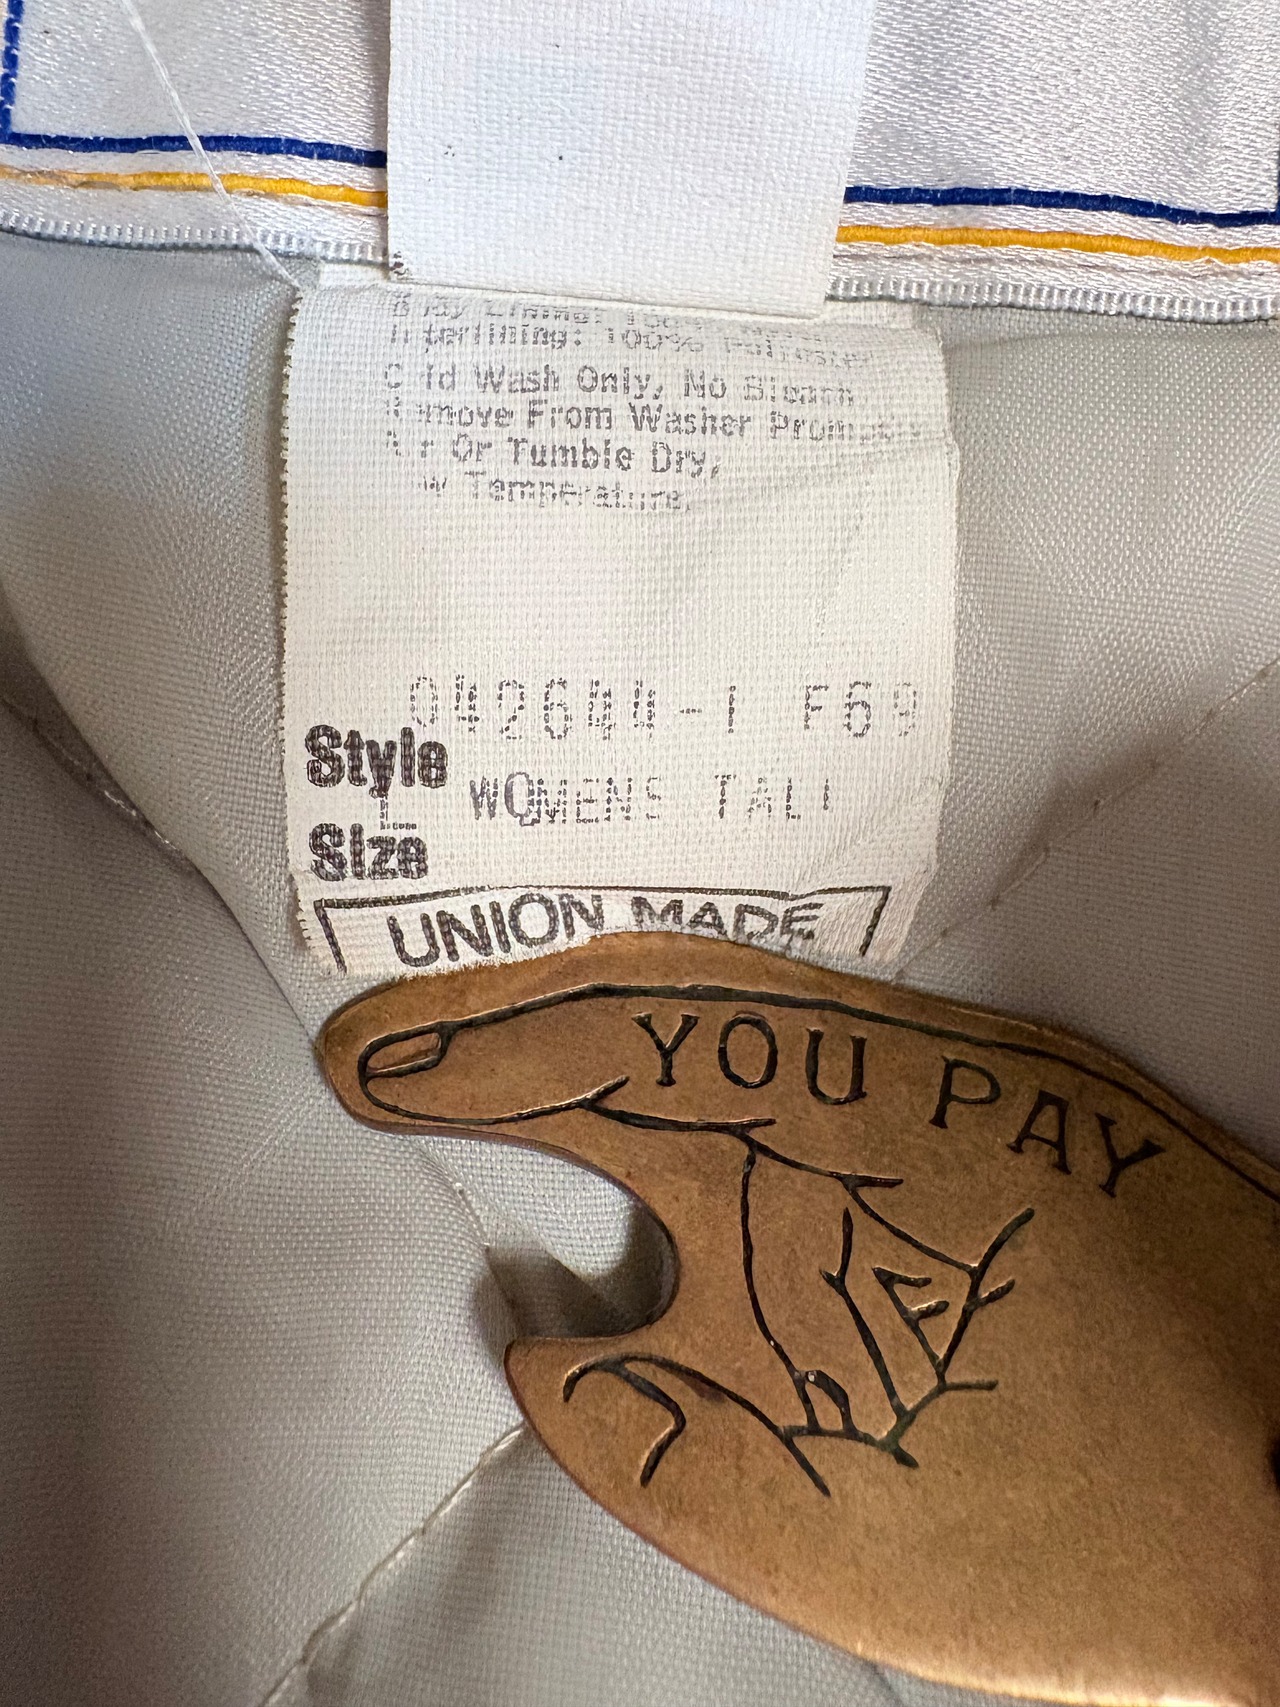 Interlining: 100% Polyester
Cold Wash Only, No Bleach
Remove From Washer
Or Tumble Dry,
Temperature.
042644-1 F69
Style
WOMENS TALL
Size
UNION MADE
YOU PAY